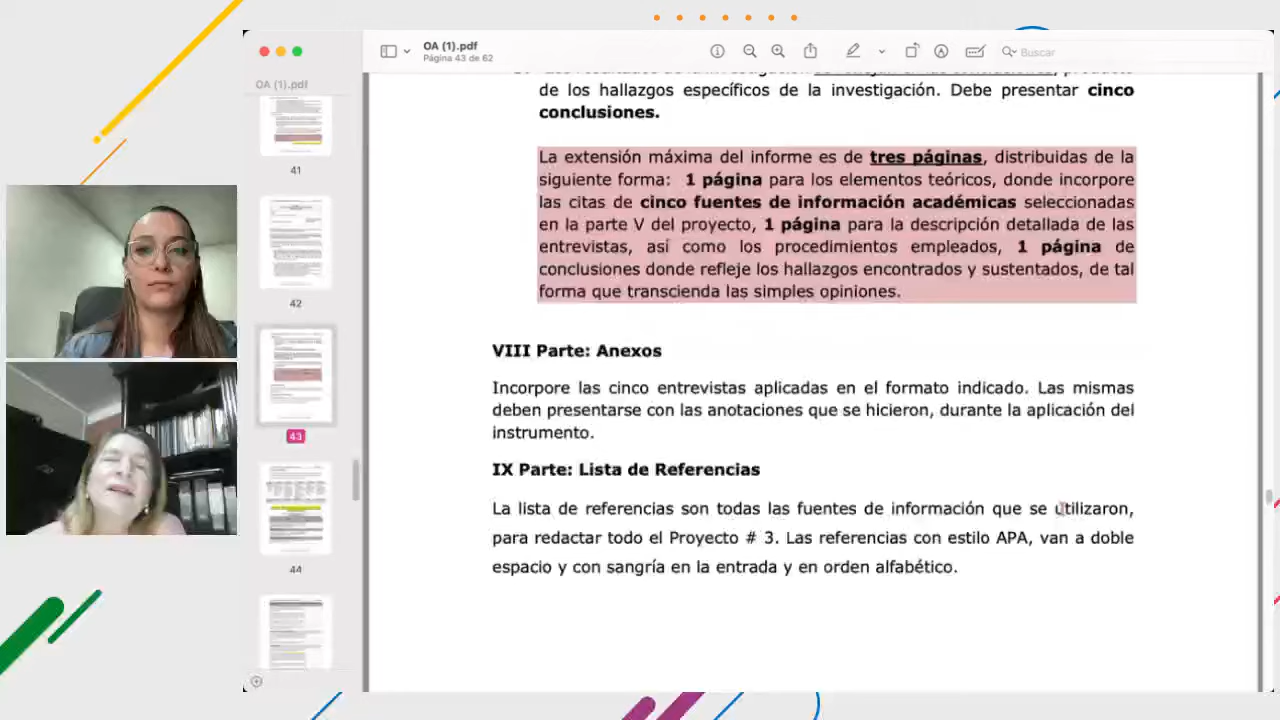 OA (1).pdf
Página 43 de 62
Buscar
OA (1).pdf
41
42
43
44
de los hallazgos específicos de la investigación. Debe presentar cinco
conclusiones.
La extensión máxima del informe es de tres páginas, distribuidas de la
siguiente forma: 1 página para los elementos teóricos, donde incorpore
las citas de cinco fuentes de información académicas seleccionadas
en la parte V del proyecto, 1 página para la descripción detallada de las
entrevistas, así como los procedimientos empleados, 1 página de
conclusiones donde refleje los hallazgos encontrados y sustentados, de tal
forma que transcienda las simples opiniones.
VIII Parte: Anexos
Incorpore las cinco entrevistas aplicadas en el formato indicado. Las mismas
deben presentarse con las anotaciones que se hicieron, durante la aplicación del
instrumento.
IX Parte: Lista de Referencias
La lista de referencias son todas las fuentes de información que se utilizaron,
para redactar todo el Proyecto # 3. Las referencias con estilo APA, van a doble
espacio y con sangría en la entrada y en orden alfabético.